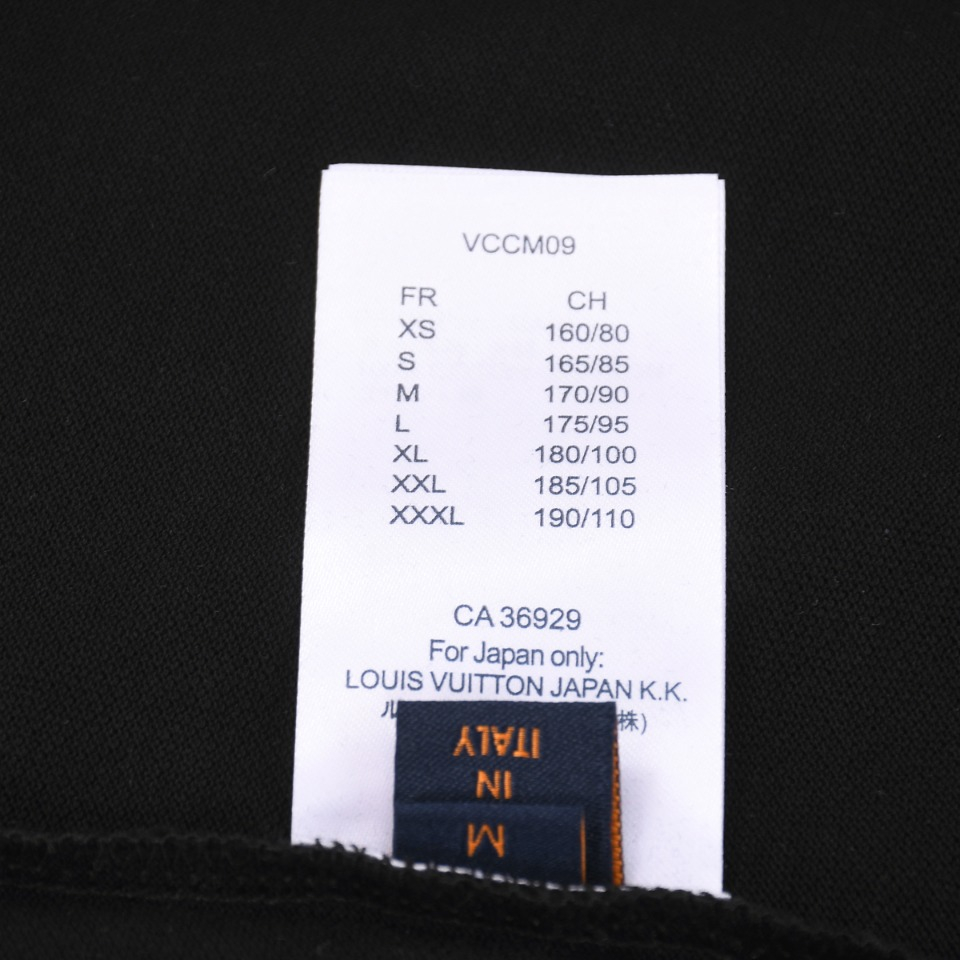 VCCM09
FR CH
XS 160/80
S 165/85
M 170/90
L 175/95
XL 180/100
XXL 185/105
XXXL 190/110
CA 36929
For Japan only:
LOUIS VUITTON JAPAN K.K.
ル 株)
ITALY
IN
M